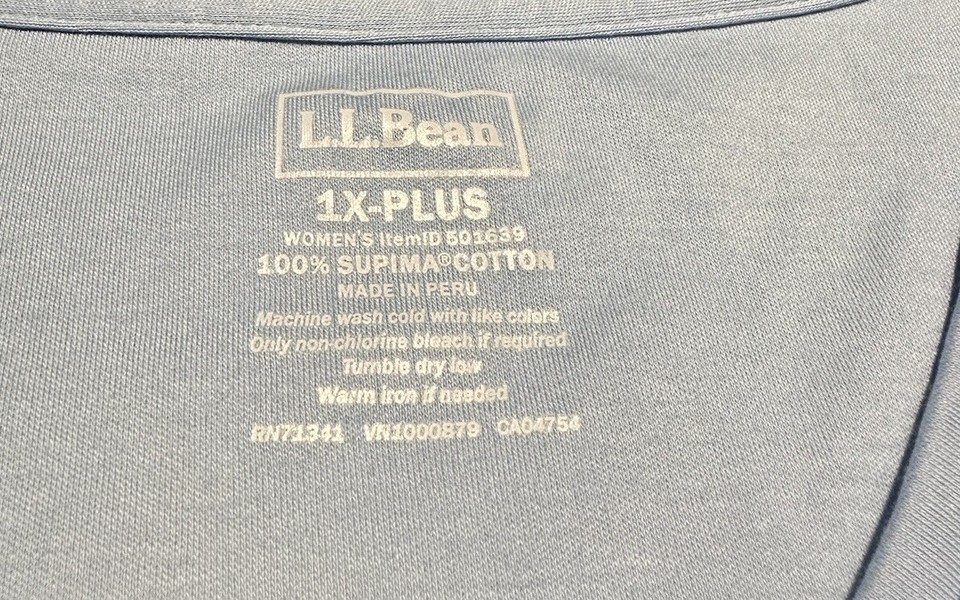 L.L.Bean
1X-PLUS
WOMEN'S ItemID 501639
100% SUPIMA® COTTON
MADE IN PERU
Machine wash cold with like colors
Only non-chlorine bleach if required
Tumble dry low
Warm iron if needed
RN71341 VN1000879 CA04754